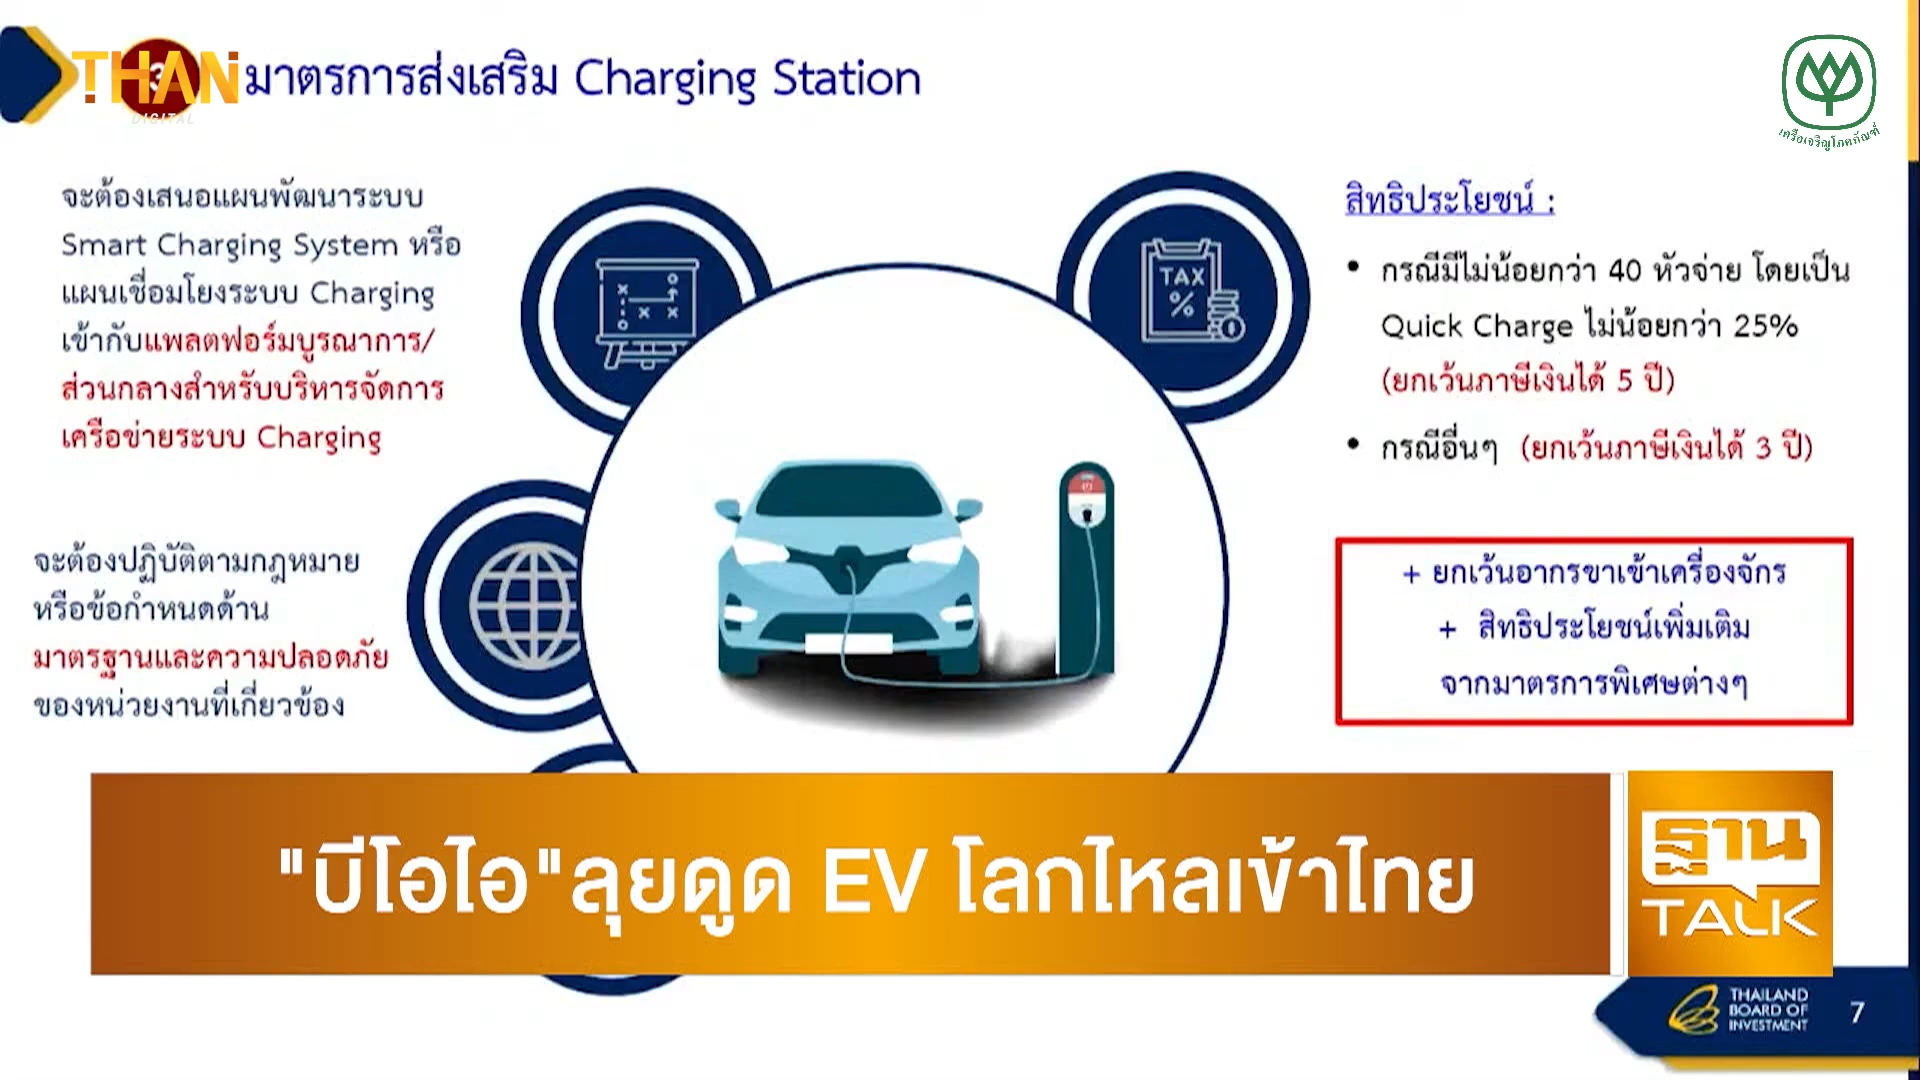 THAN
DIGITAL
มาตรการส่งเสริม Charging Station
เครือเจริญโภคภัณฑ์
จะต้องเสนอแผนพัฒนาระบบ
Smart Charging System หรือ
แผนเชื่อมโยงระบบ Charging
เข้ากับแพลตฟอร์มบูรณาการ/
ส่วนกลางสำหรับบริหารจัดการ
เครือข่ายระบบ Charging
จะต้องปฏิบัติตามกฎหมาย
หรือข้อกำหนดด้าน
มาตรฐานและความปลอดภัย
ของหน่วยงานที่เกี่ยวข้อง
TAX
%
สิทธิประโยชน์ :
• กรณีมีไม่น้อยกว่า 40 หัวจ่าย โดยเป็น
Quick Charge ไม่น้อยกว่า 25%
(ยกเว้นภาษีเงินได้ 5 ปี)
• กรณีอื่นๆ (ยกเว้นภาษีเงินได้ 3 ปี)
+ ยกเว้นอากรขาเข้าเครื่องจักร
+ สิทธิประโยชน์เพิ่มเติม
จากมาตรการพิเศษต่างๆ
"บีโอไอ"ลุยดูด EV โลกไหลเข้าไทย
ฐาน
TALK
THAILAND
BOARD OF
INVESTMENT
7